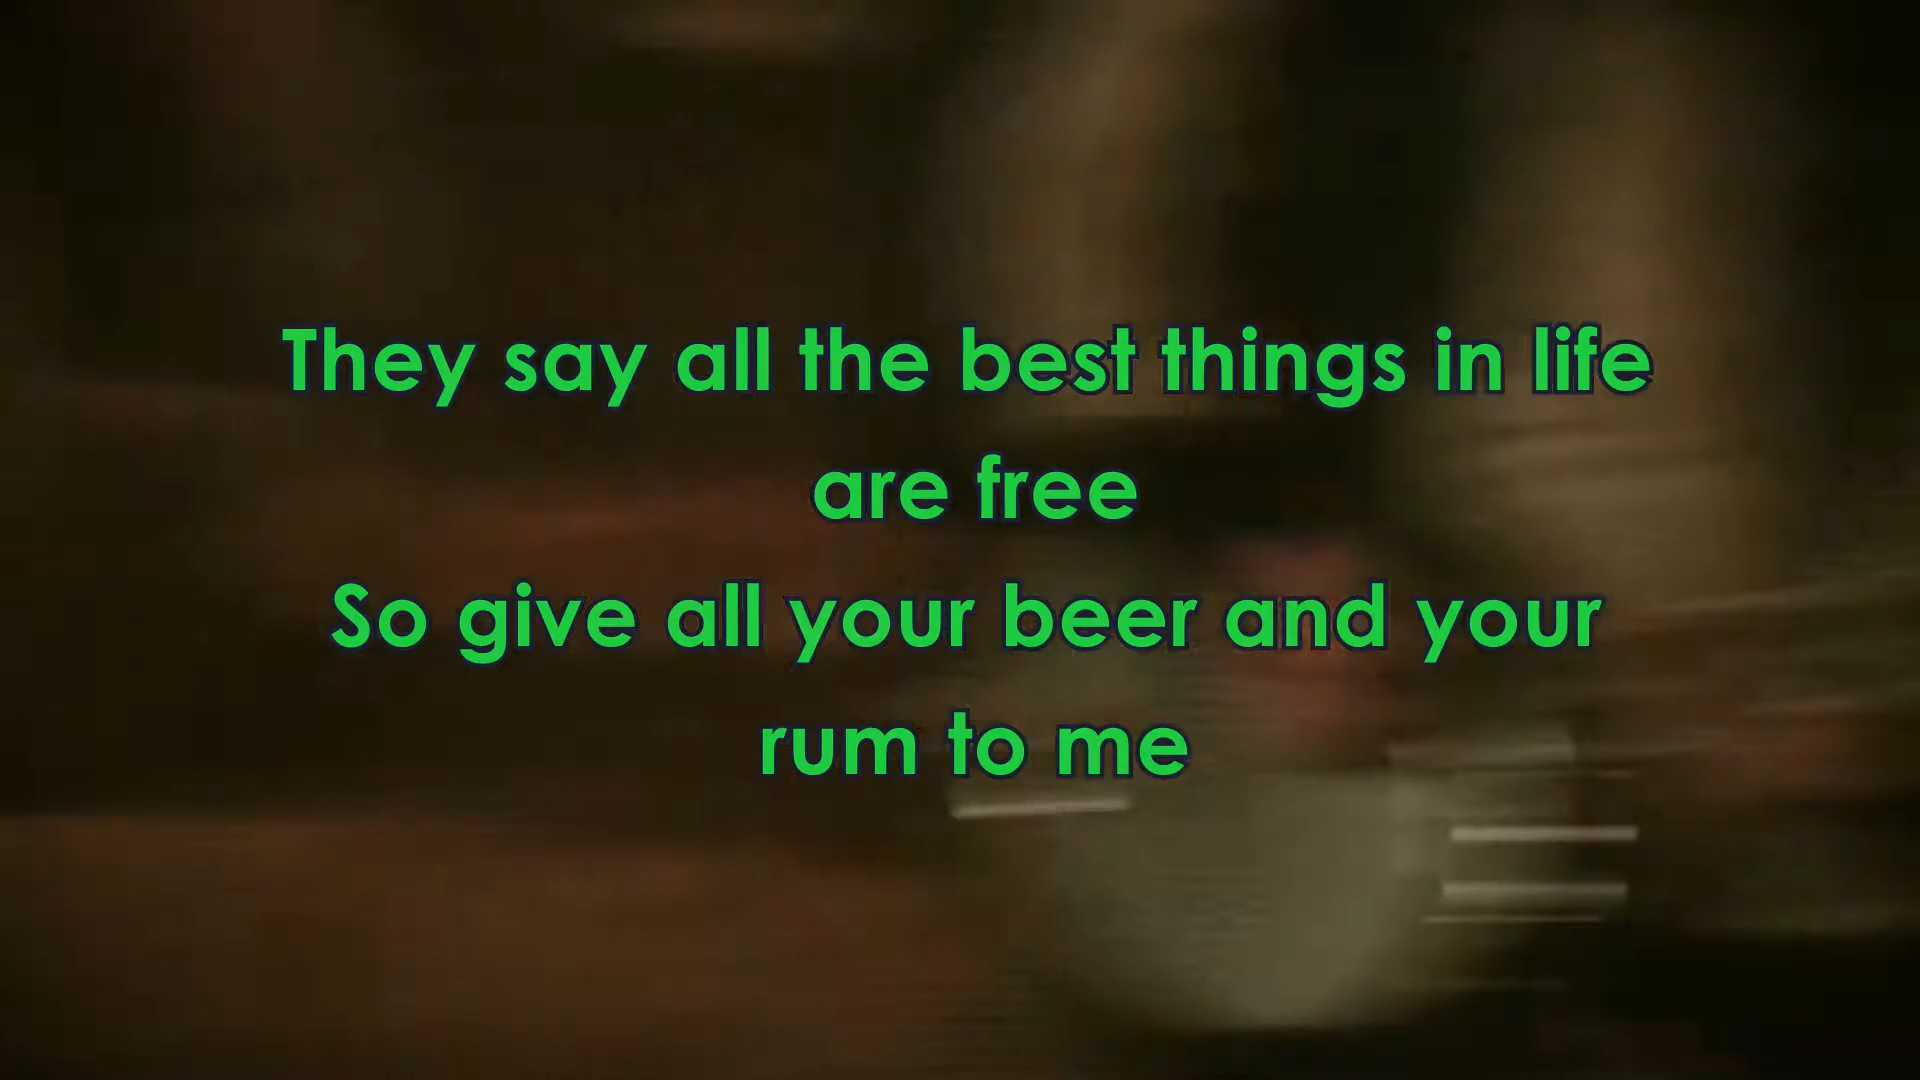 They say all the best things in life
are free
So give all your beer and your
rum to me